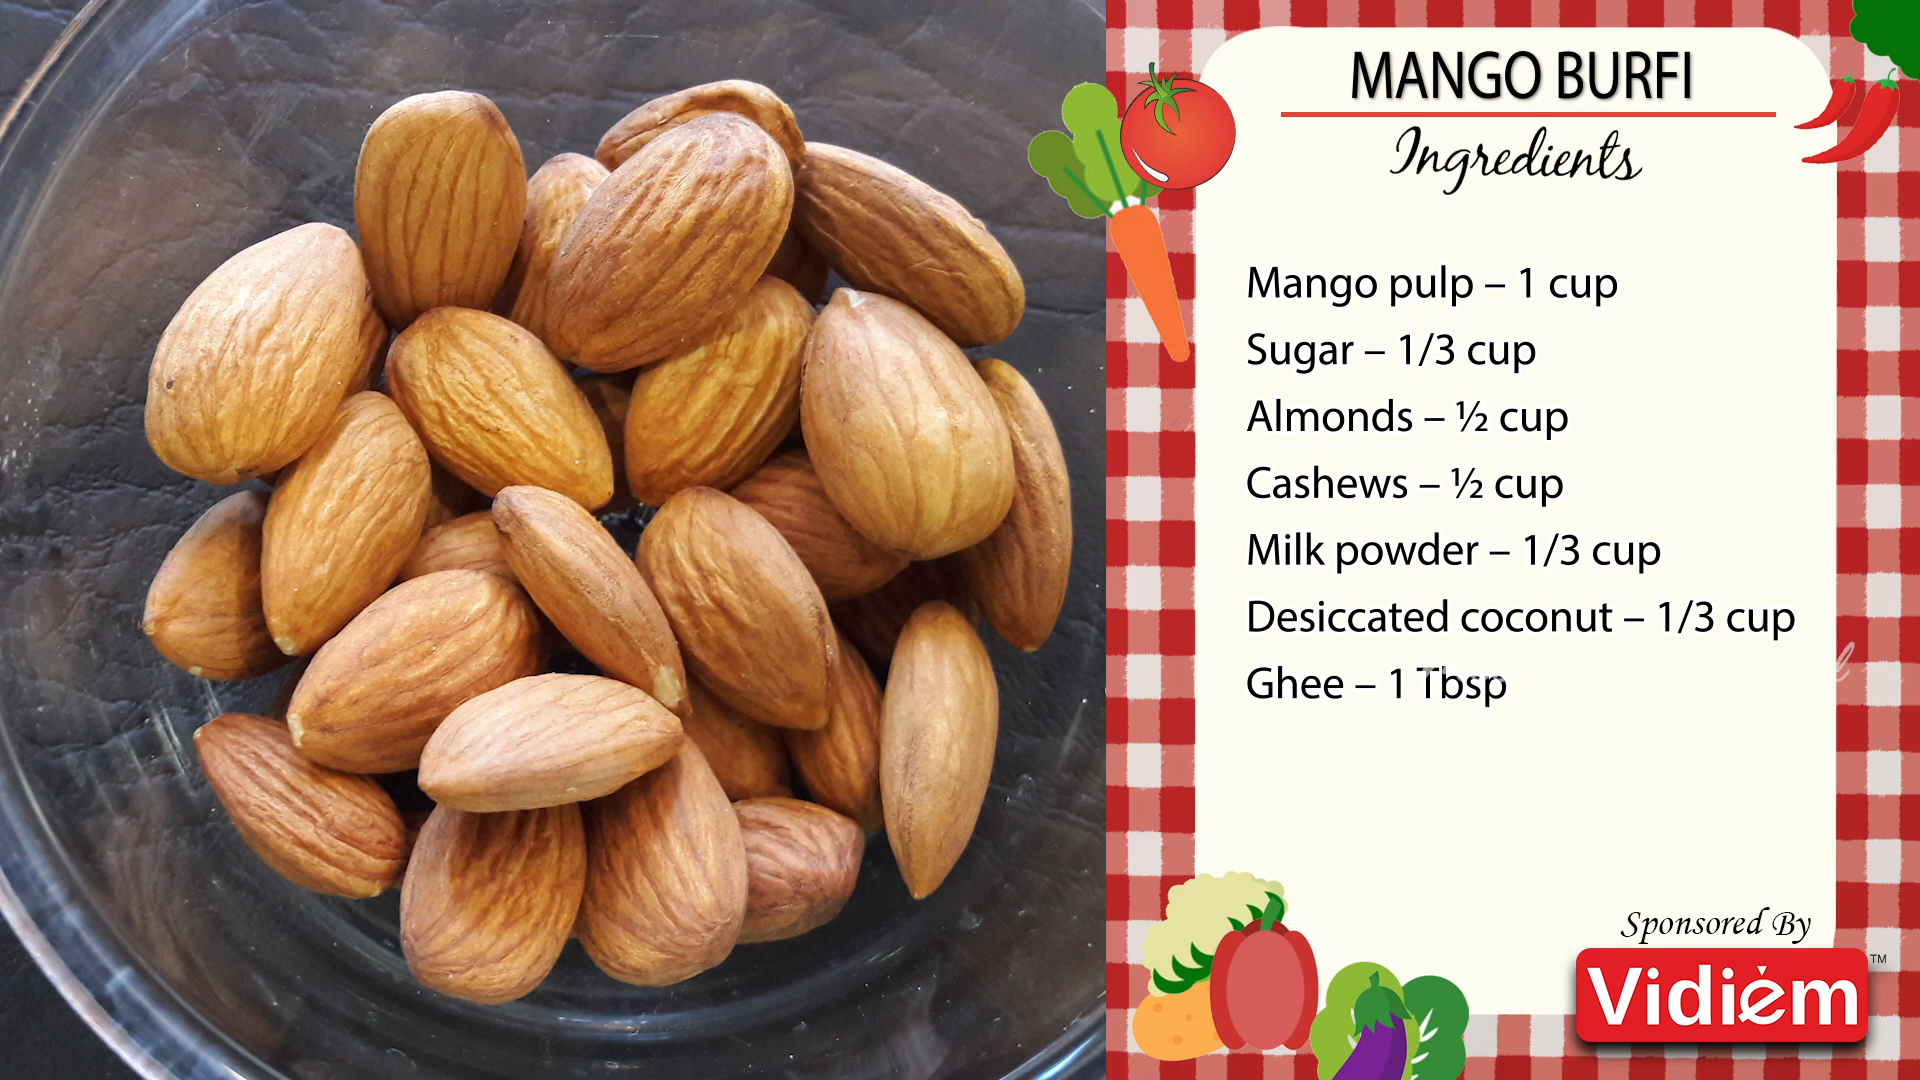 MANGO BURFI
Ingredients
Mango pulp – 1 cup
Sugar – 1/3 cup
Almonds – ½ cup
Cashews – ½ cup
Milk powder – 1/3 cup
Desiccated coconut – 1/3 cup
Ghee – 1 Tbsp
Sponsored By
Vidiém ™